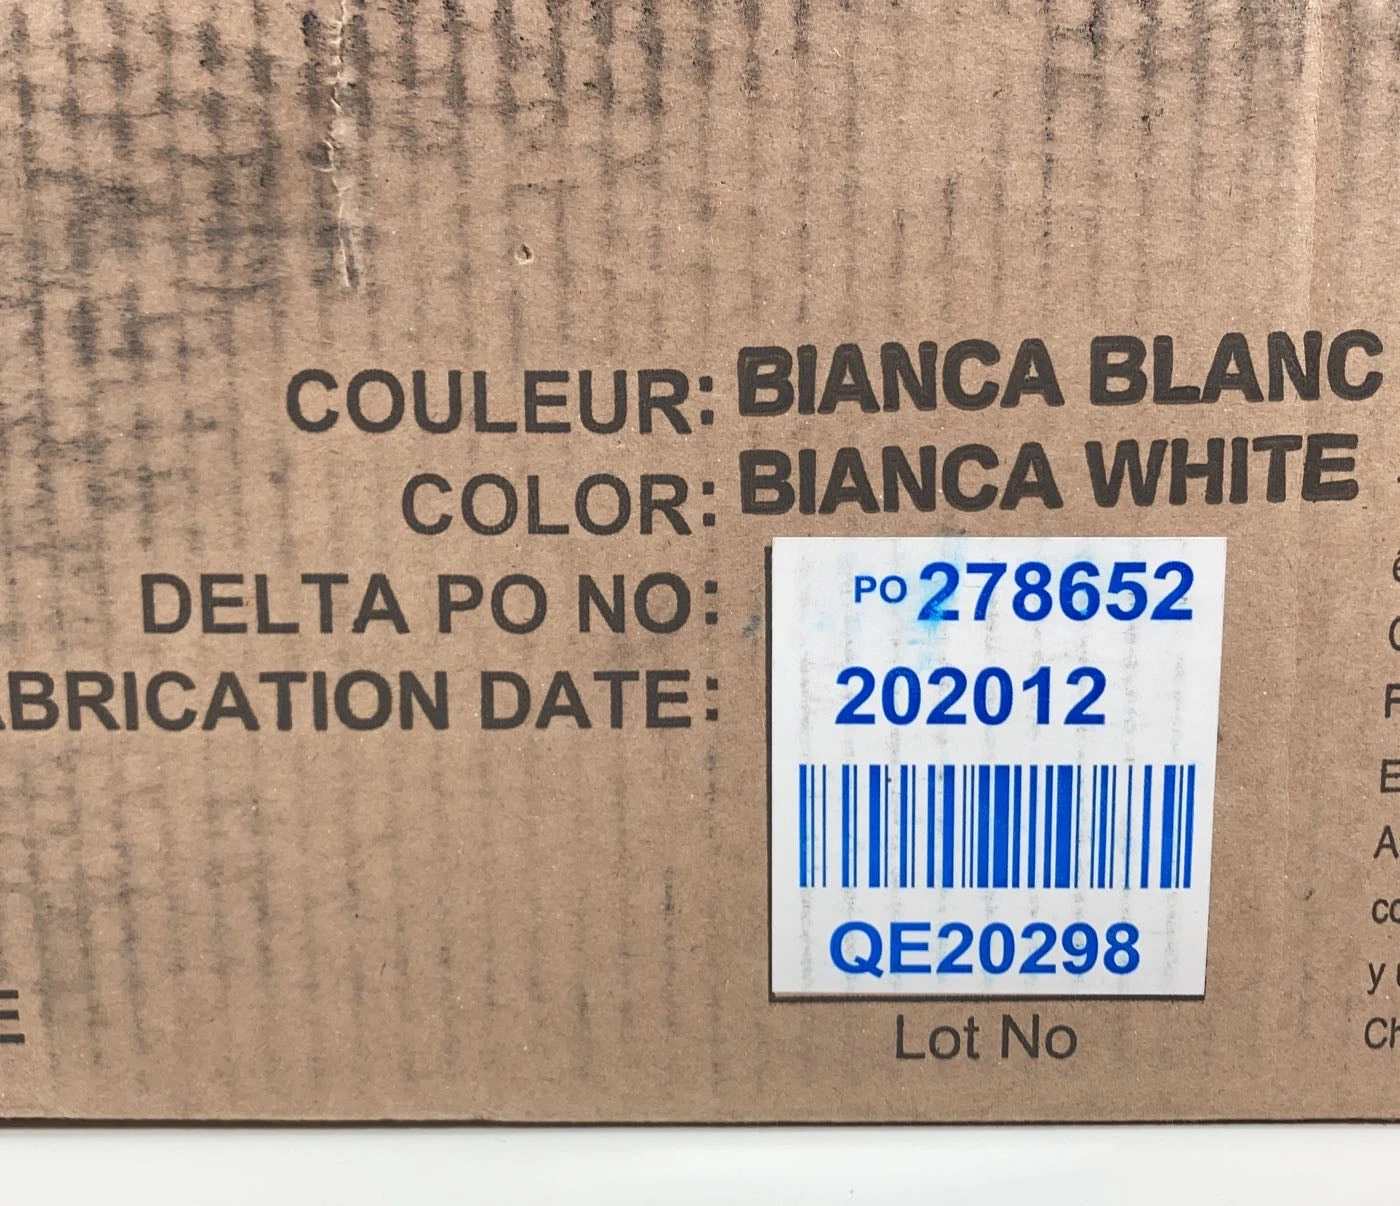 COULEUR: BIANCA BLANC
COLOR: BIANCA WHITE
DELTA PO NO: PO 278652
ABRICATION DATE: 202012
QE20298
Lot No